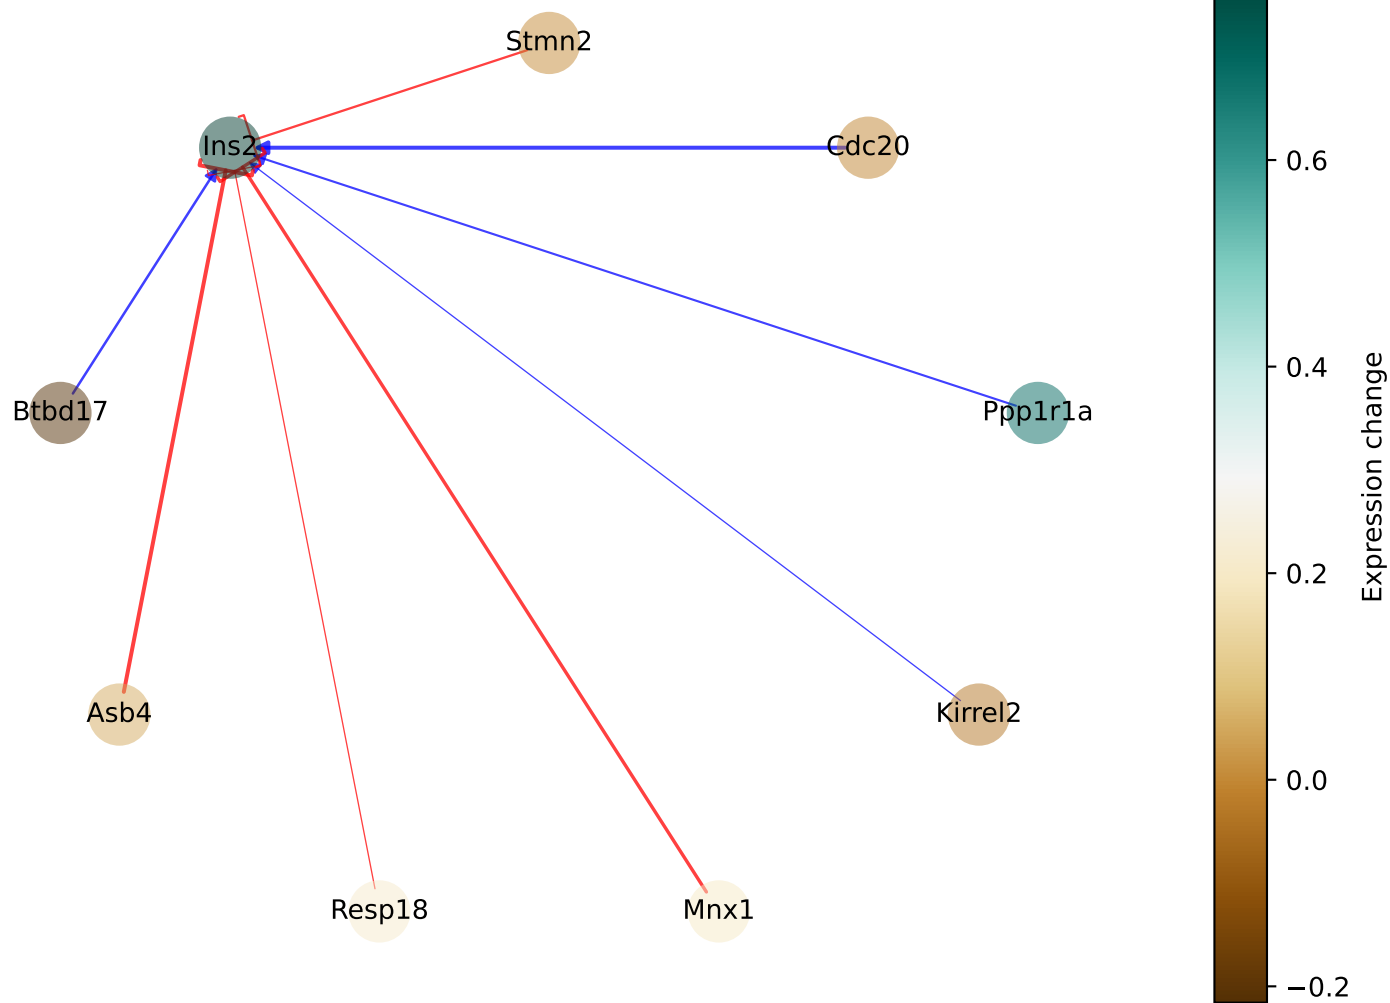 Stmn2
Ins2
Cdc20
Btbd17
Ppp1r1a
Asb4
Kirrel2
Resp18
Mnx1
0.6
0.4
0.2
0.0
−0.2
Expression change